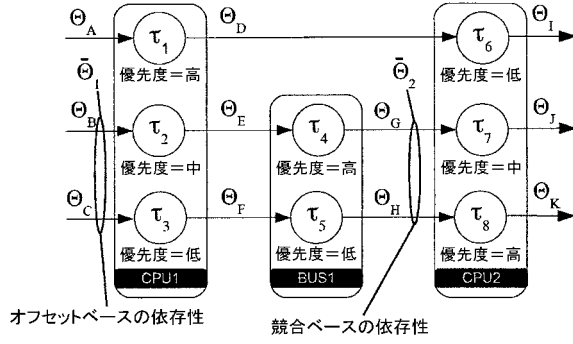 Θ_A
Θ_D
Θ_I
τ_1
優先度=高
τ_6
優先度=低
Θ̄_1
Θ̄_2
Θ_B
Θ_E
Θ_G
Θ_J
τ_2
優先度=中
τ_4
優先度=高
τ_7
優先度=中
Θ_C
Θ_F
Θ_H
Θ_K
τ_3
優先度=低
τ_5
優先度=低
τ_8
優先度=高
CPU1
BUS1
CPU2
オフセットベースの依存性
競合ベースの依存性